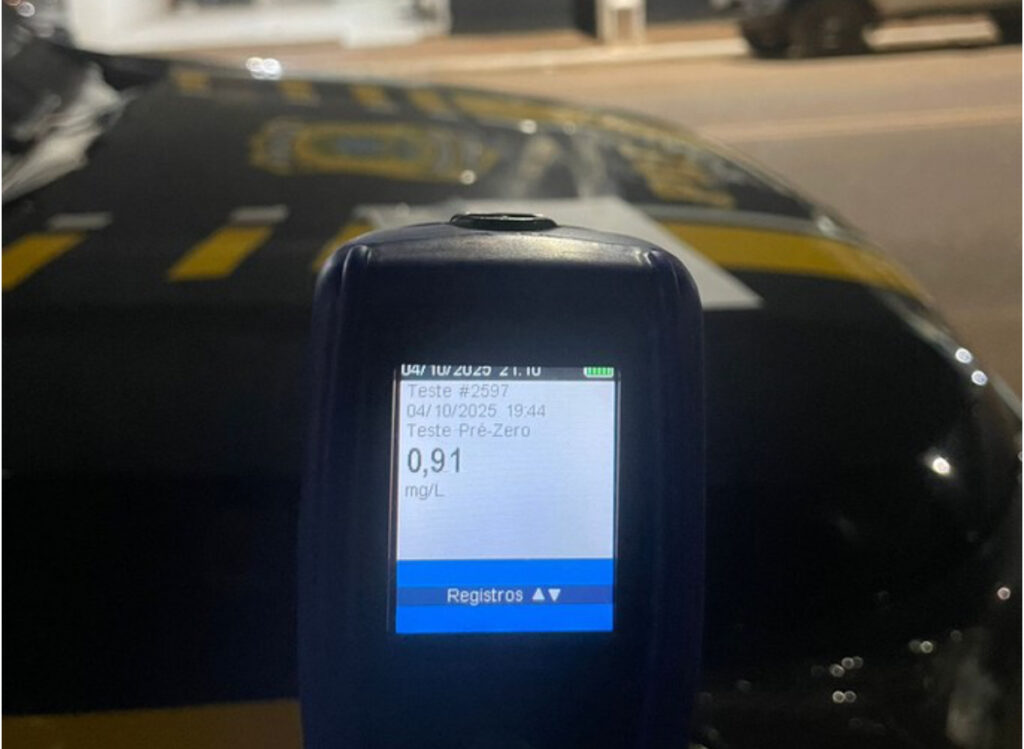 04/10/2025 21:10
Teste #2597
04/10/2025 19:44
Teste Pré-Zero
0,91
mg/L
Registros ▲▼